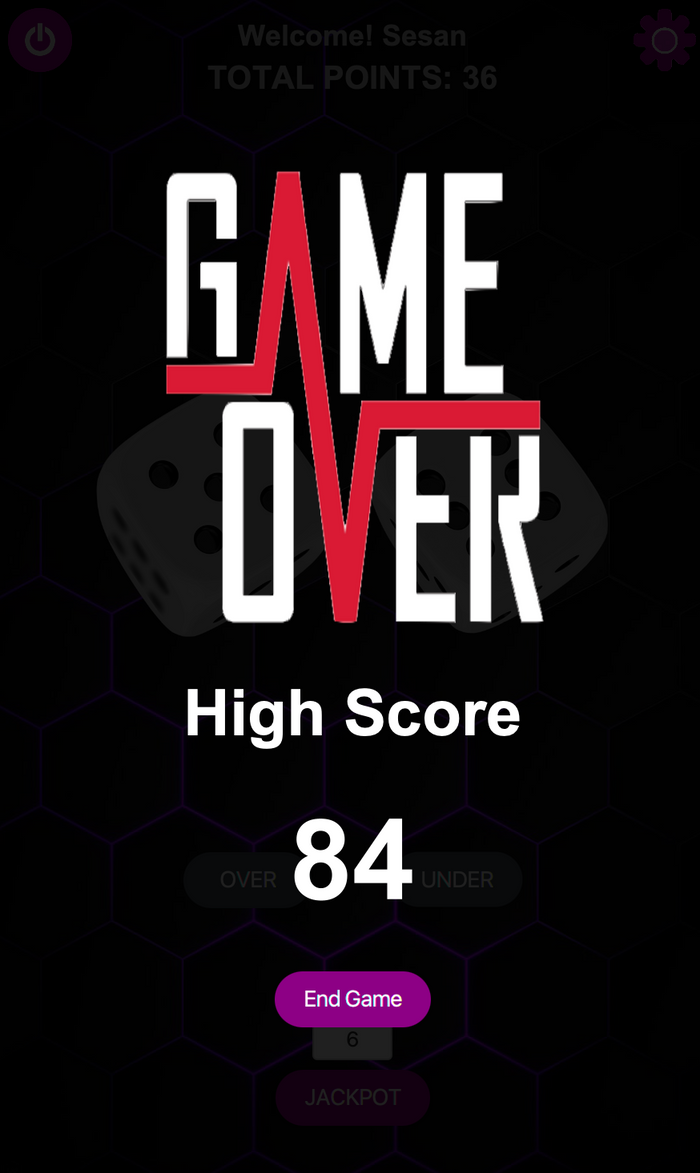 Welcome! Sesan
TOTAL POINTS: 36
GAME
OVER
High Score
84
OVER
UNDER
End Game
6
JACKPOT